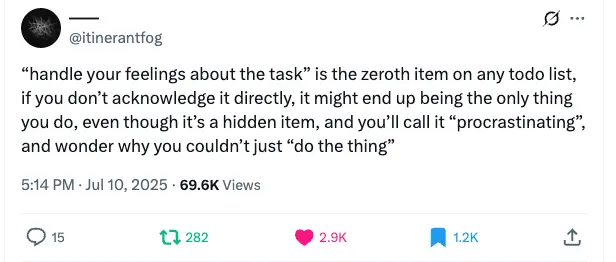 @itinerantfog
“handle your feelings about the task” is the zeroth item on any todo list,
if you don’t acknowledge it directly, it might end up being the only thing
you do, even though it’s a hidden item, and you’ll call it “procrastinating”,
and wonder why you couldn’t just “do the thing”
5:14 PM · Jul 10, 2025 · 69.6K Views
15 282 2.9K 1.2K